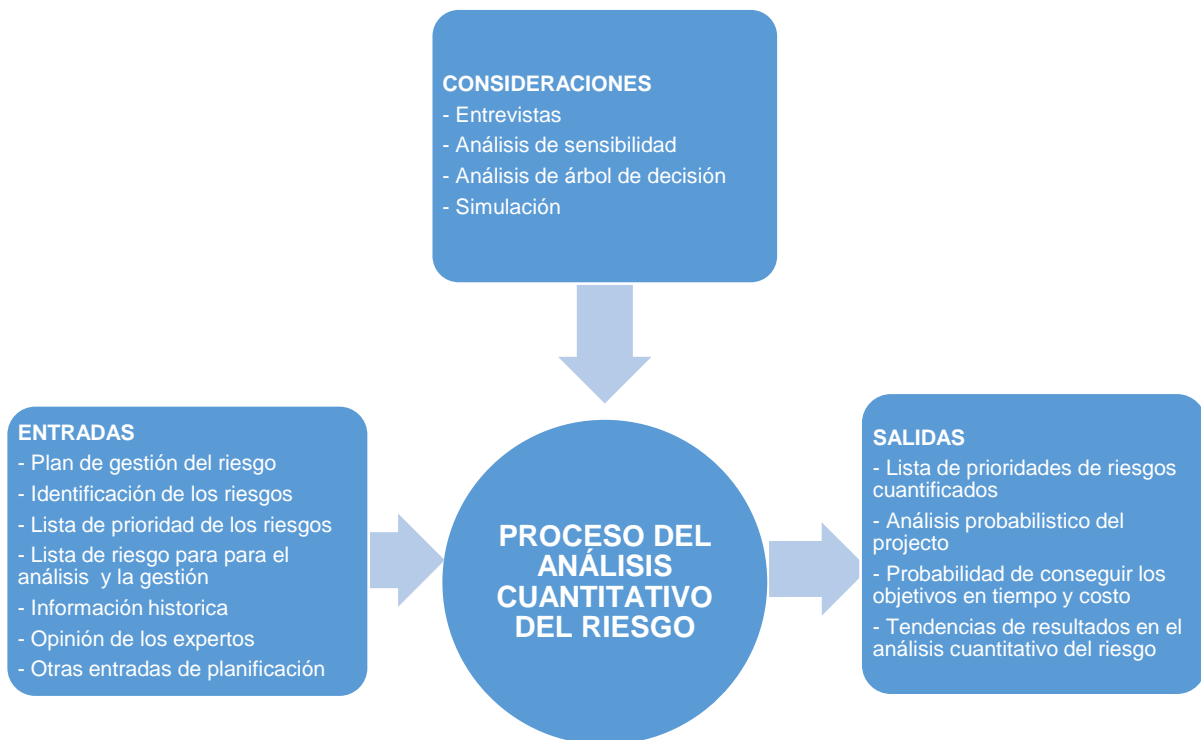 CONSIDERACIONES
- Entrevistas
- Análisis de sensibilidad
- Análisis de árbol de decisión
- Simulación
ENTRADAS
- Plan de gestión del riesgo
- Identificación de los riesgos
- Lista de prioridad de los riesgos
- Lista de riesgo para para el
análisis y la gestión
- Información historica
- Opinión de los expertos
- Otras entradas de planificación
PROCESO DEL
ANÁLISIS
CUANTITATIVO
DEL RIESGO
SALIDAS
- Lista de prioridades de riesgos
cuantificados
- Análisis probabilistico del
projecto
- Probabilidad de conseguir los
objetivos en tiempo y costo
- Tendencias de resultados en el
análisis cuantitativo del riesgo